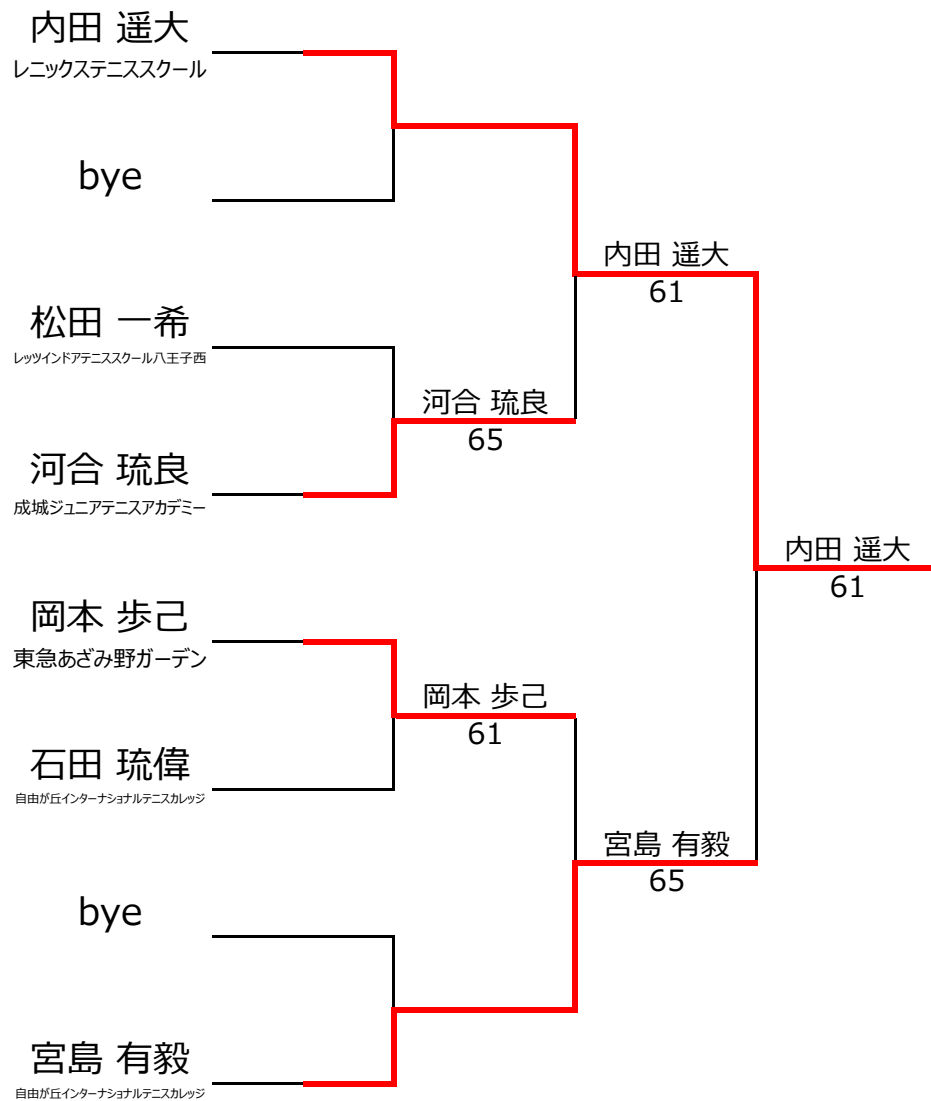 内田 遥大
レニックステニススクール
bye
松田 一希
レッツインドアテニススクール八王子西
河合 琉良
成城ジュニアテニスアカデミー
岡本 歩己
東急あざみ野ガーデン
石田 琉偉
自由が丘インターナショナルテニスカレッジ
bye
宮島 有毅
自由が丘インターナショナルテニスカレッジ
河合 琉良
65
岡本 歩己
61
内田 遥大
61
宮島 有毅
65
内田 遥大
61